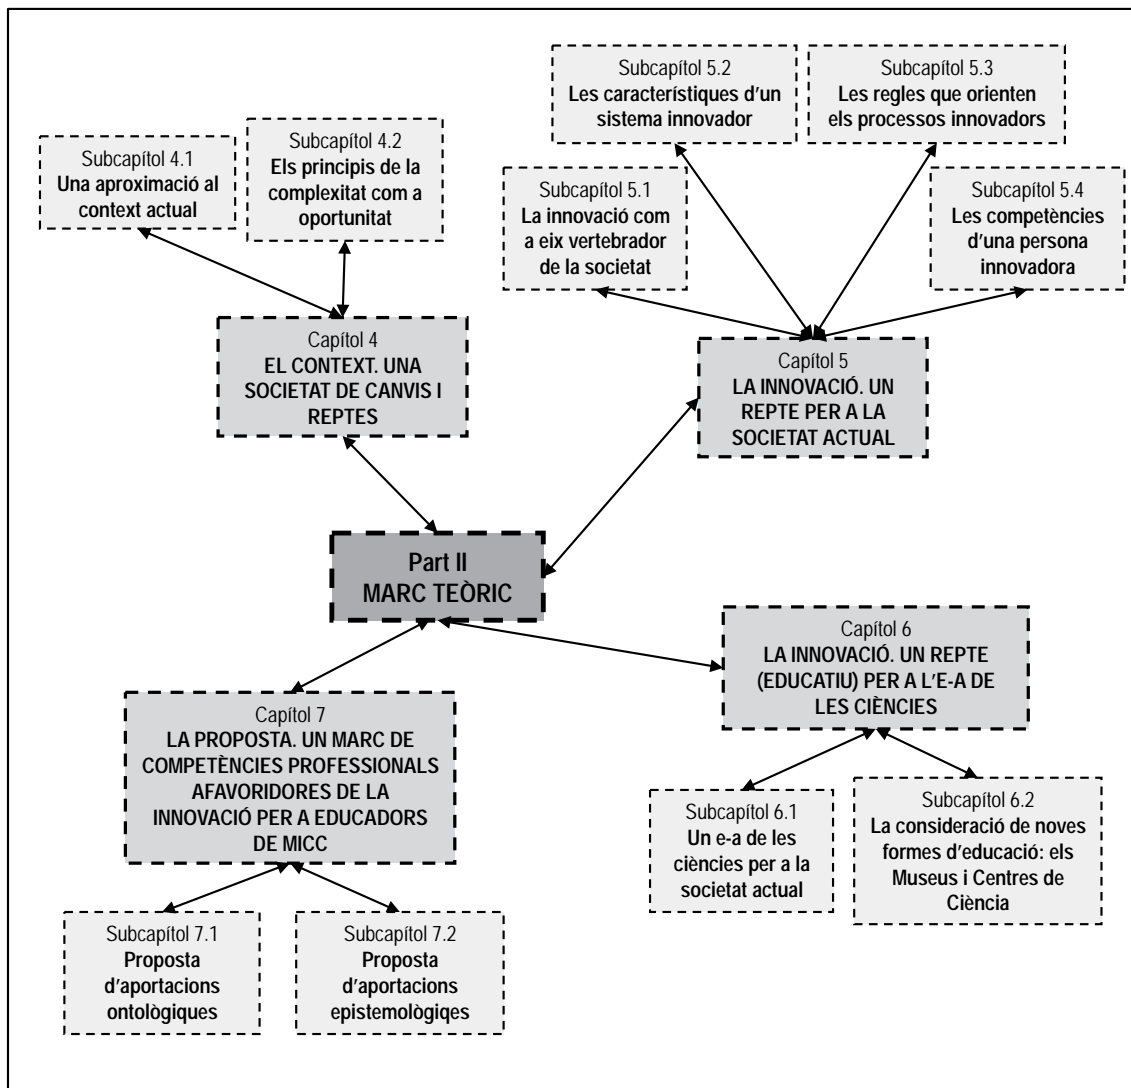 Subcapítol 4.1
Una aproximació al
context actual
Subcapítol 4.2
Els principis de la
complexitat com a
oportunitat
Subcapítol 5.2
Les característiques d'un
sistema innovador
Subcapítol 5.3
Les regles que orienten
els processos innovadors
Subcapítol 5.1
La innovació com
a eix vertebrador
de la societat
Subcapítol 5.4
Les competències
d'una persona
innovadora
Capítol 4
EL CONTEXT. UNA
SOCIETAT DE CANVIS I
REPTES
Capítol 5
LA INNOVACIÓ. UN
REPTE PER A LA
SOCIETAT ACTUAL
Part II
MARC TEÒRIC
Capítol 6
LA INNOVACIÓ. UN REPTE
(EDUCATIU) PER A L'E-A DE
LES CIÈNCIES
Capítol 7
LA PROPOSTA. UN MARC DE
COMPETÈNCIES PROFESSIONALS
AFAVORIDORES DE LA
INNOVACIÓ PER A EDUCADORS
DE MICC
Subcapítol 6.1
Un e-a de les
ciències per a la
societat actual
Subcapítol 6.2
La consideració de noves
formes d'educació: els
Museus i Centres de
Ciència
Subcapítol 7.1
Proposta
d'aportacions
ontològiques
Subcapítol 7.2
Proposta
d'aportacions
epistemològiqes